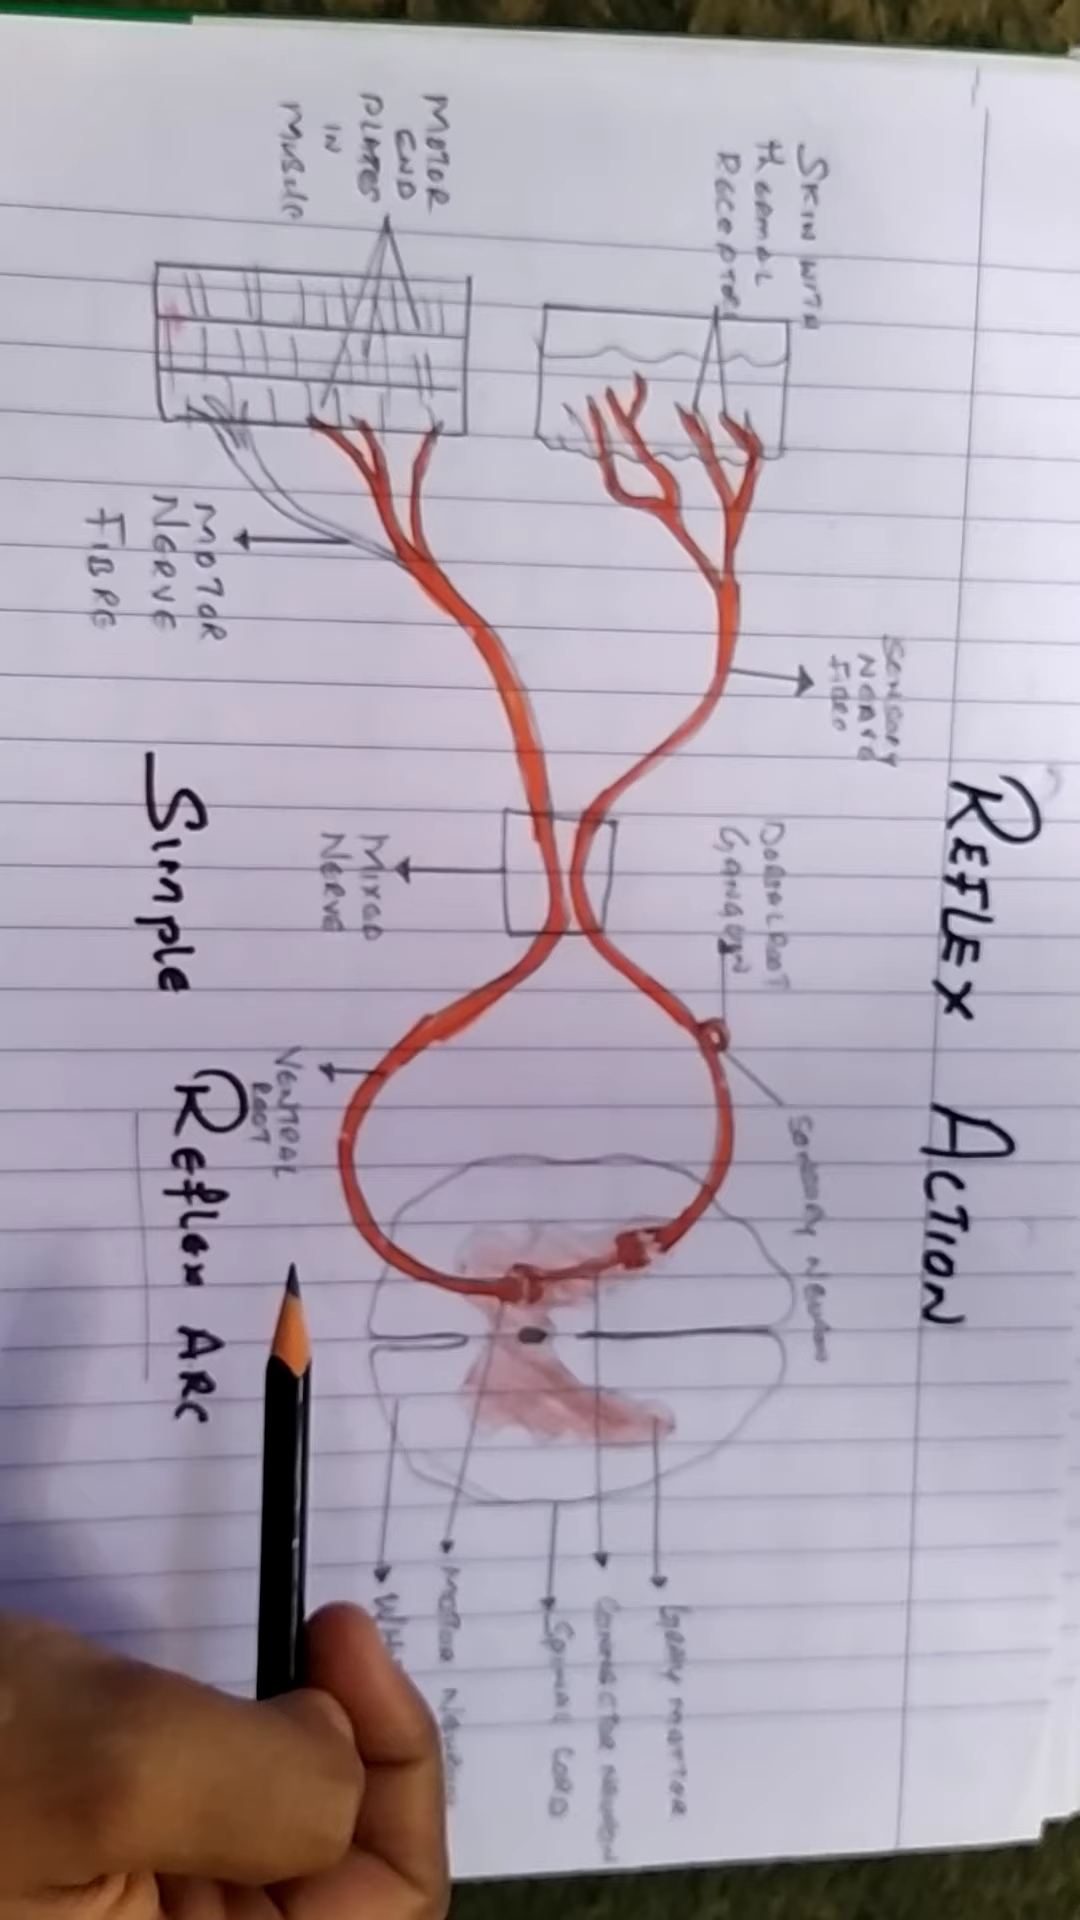 REFLEX ACTION
SKIN WITH
thermal
RECEPTORS
SENSORY
NERVE
FIBRE
DORSAL ROOT
GANGLION
SENSORY NEURON
MOTOR
END
PLATES
IN
MUSCLE
MOTOR
NERVE
FIBRE
MIXED
NERVE
VENTRAL
ROOT
GRAY MATTER
CONNECTOR NEURON
SPINAL CORD
MOTOR NEURON
Simple Reflex ARC